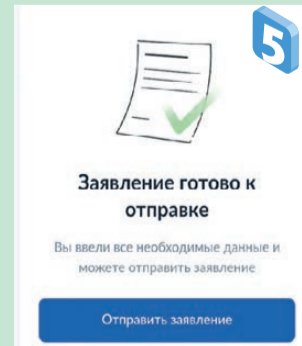 5
Заявление готово к
отправке
Вы ввели все необходимые данные и
можете отправить заявление
Отправить заявление